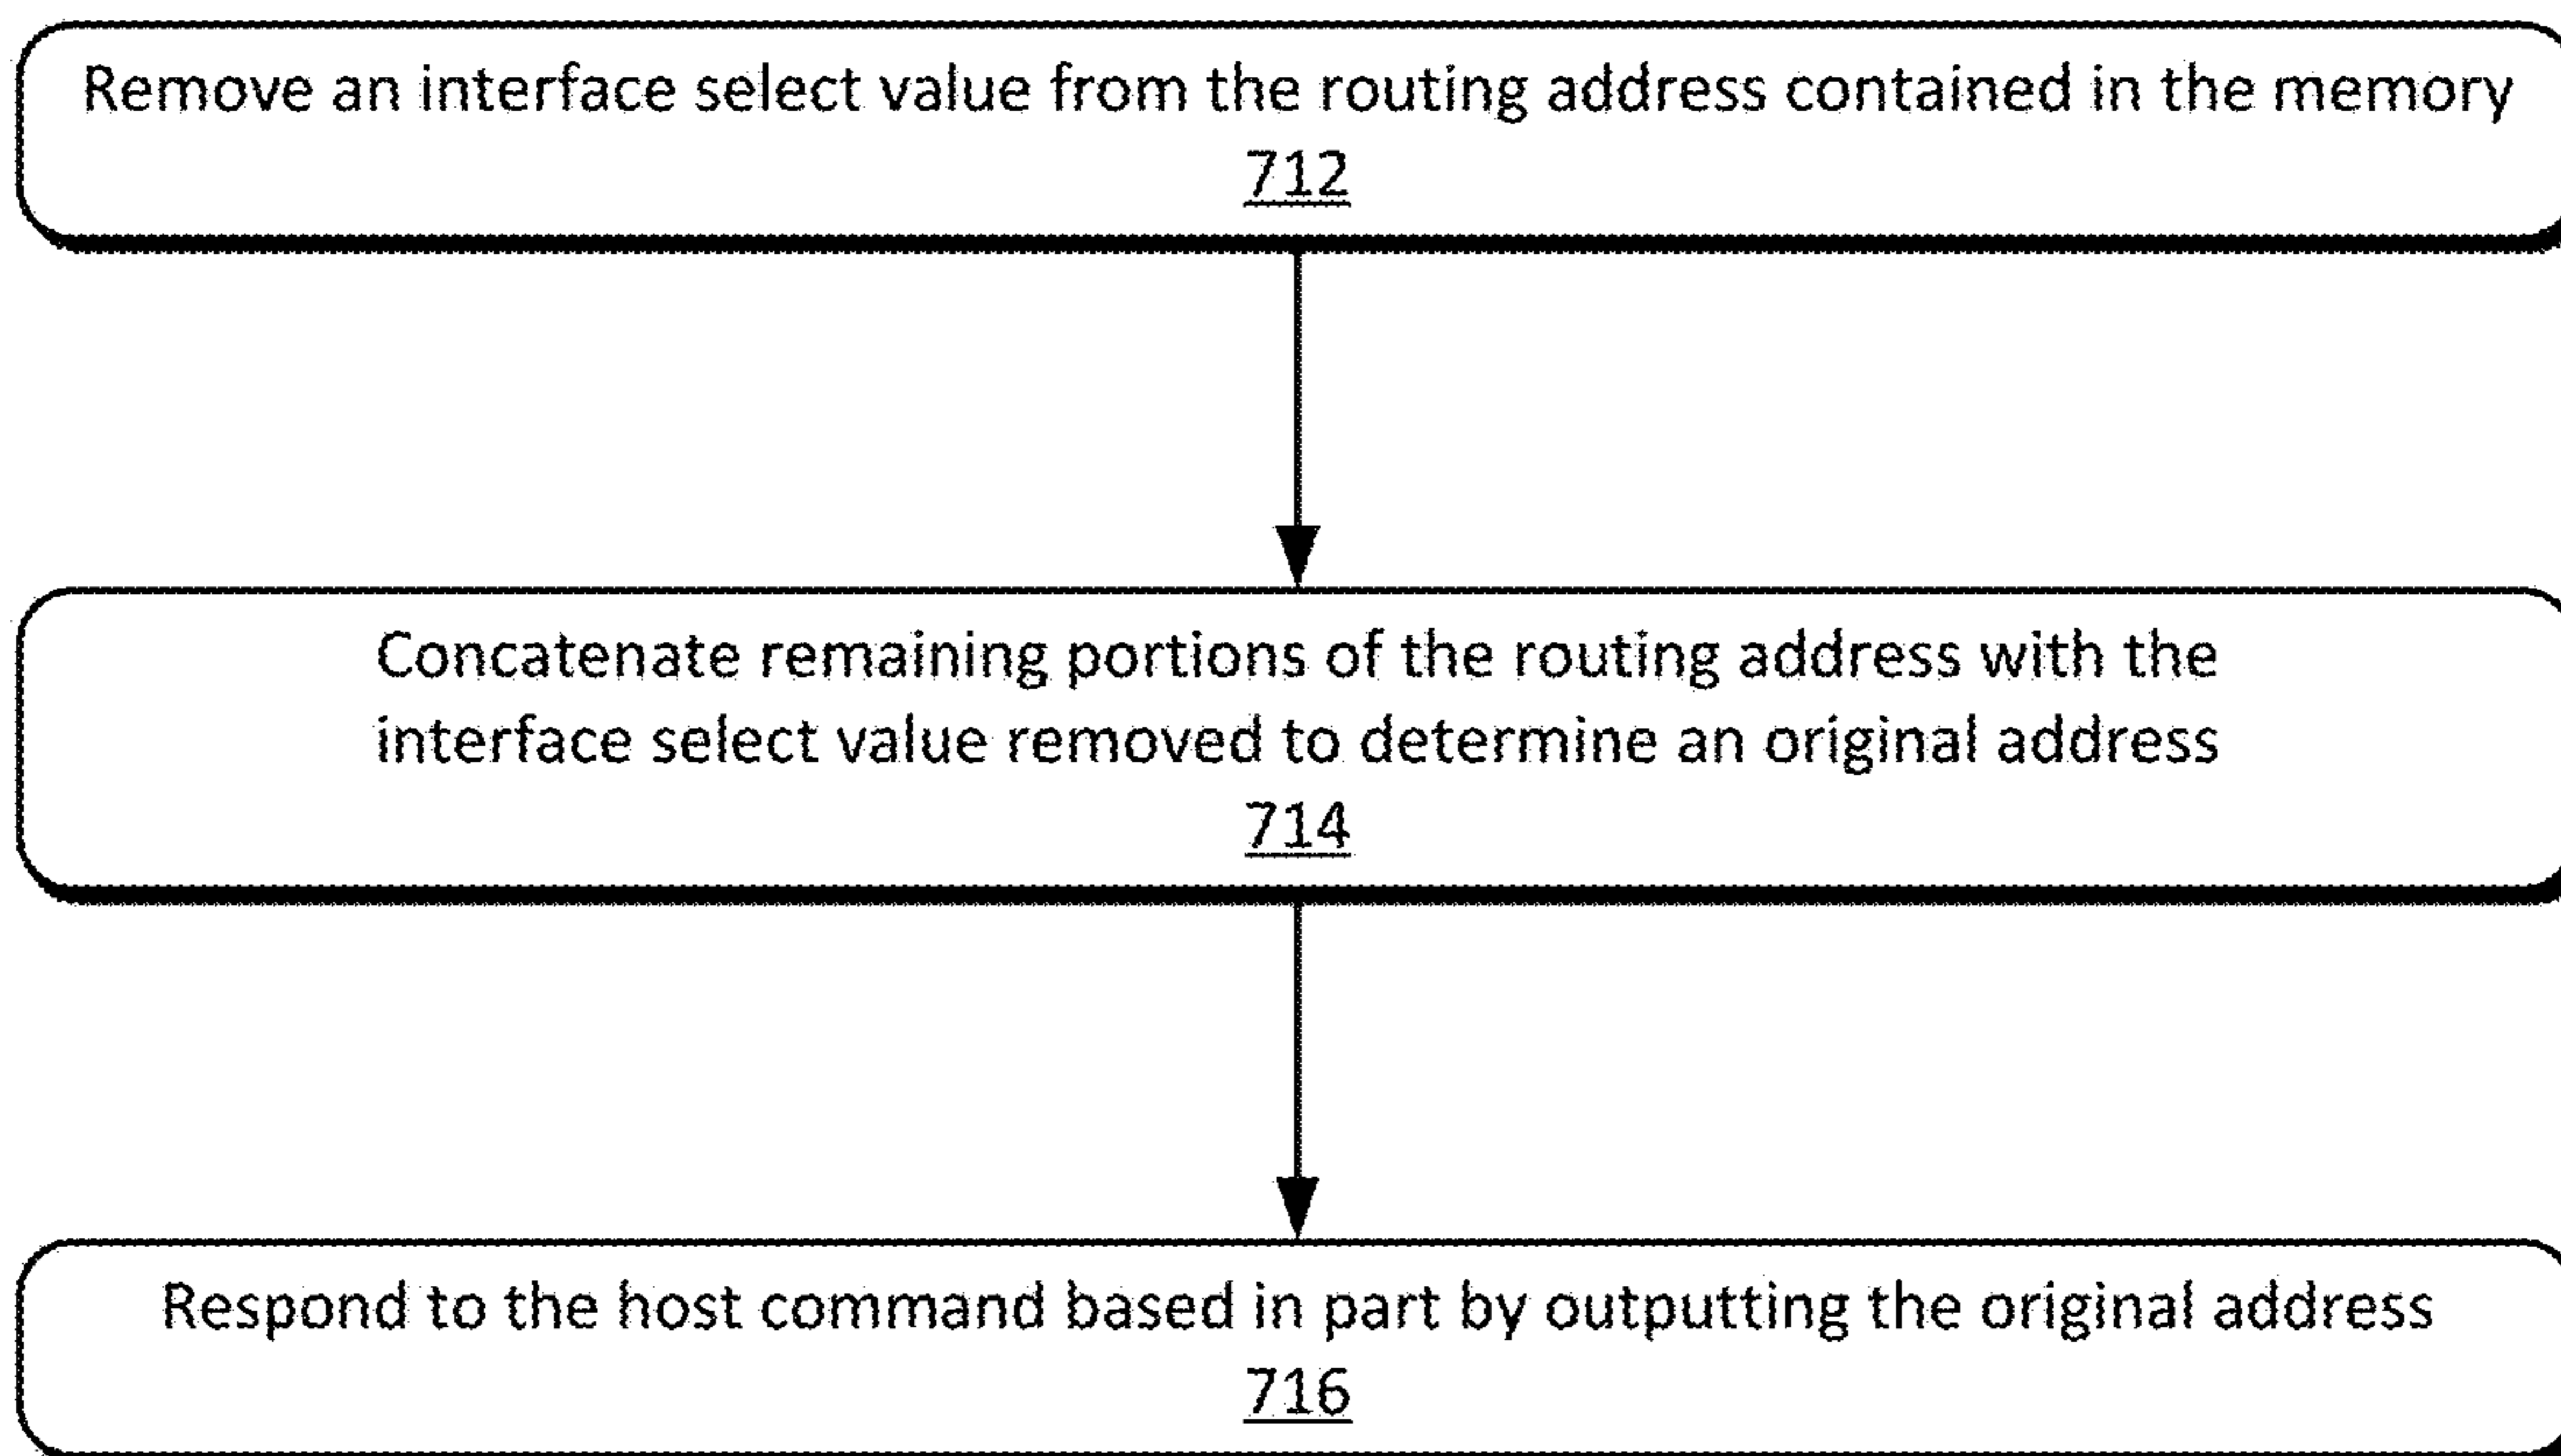 Remove an interface select value from the routing address contained in the memory
712
Concatenate remaining portions of the routing address with the
interface select value removed to determine an original address
714
Respond to the host command based in part by outputting the original address
716